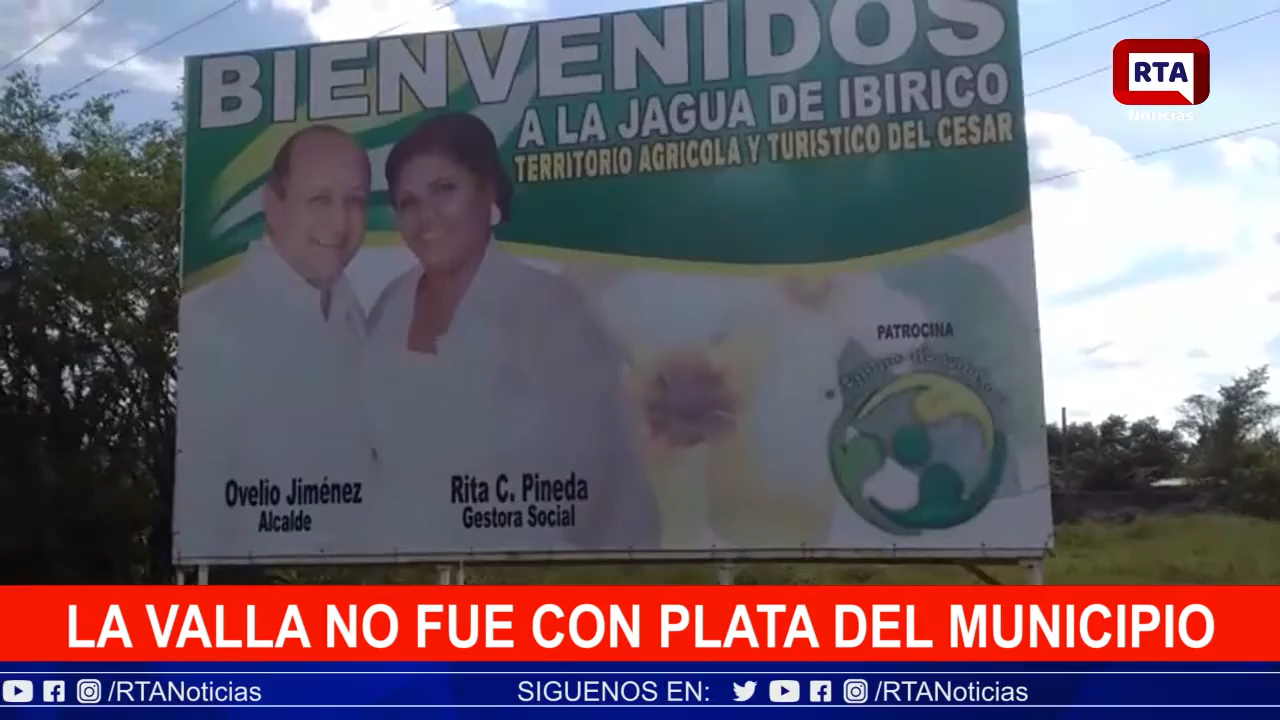 BIENVENIDOS
A LA JAGUA DE IBIRICO
TERRITORIO AGRICOLA Y TURISTICO DEL CESAR
RTA
Noticias
PATROCINA
Ovelio Jiménez
Alcalde
Rita C. Pineda
Gestora Social
LA VALLA NO FUE CON PLATA DEL MUNICIPIO
/RTANoticias
SIGUENOS EN:
/RTANoticias